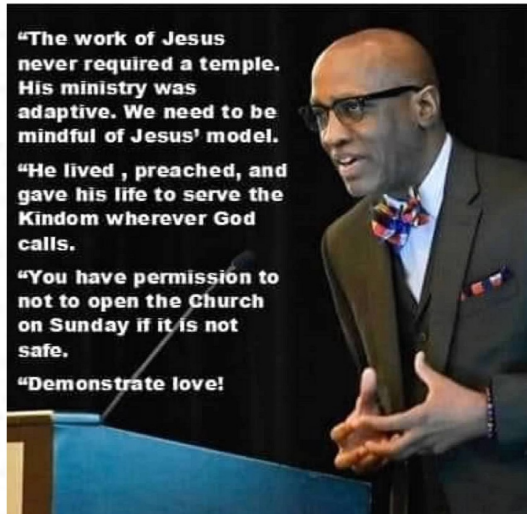 “The work of Jesus
never required a temple.
His ministry was
adaptive. We need to be
mindful of Jesus’ model.
“He lived , preached, and
gave his life to serve the
Kindom wherever God
calls.
“You have permission to
not to open the Church
on Sunday if it is not
safe.
“Demonstrate love!